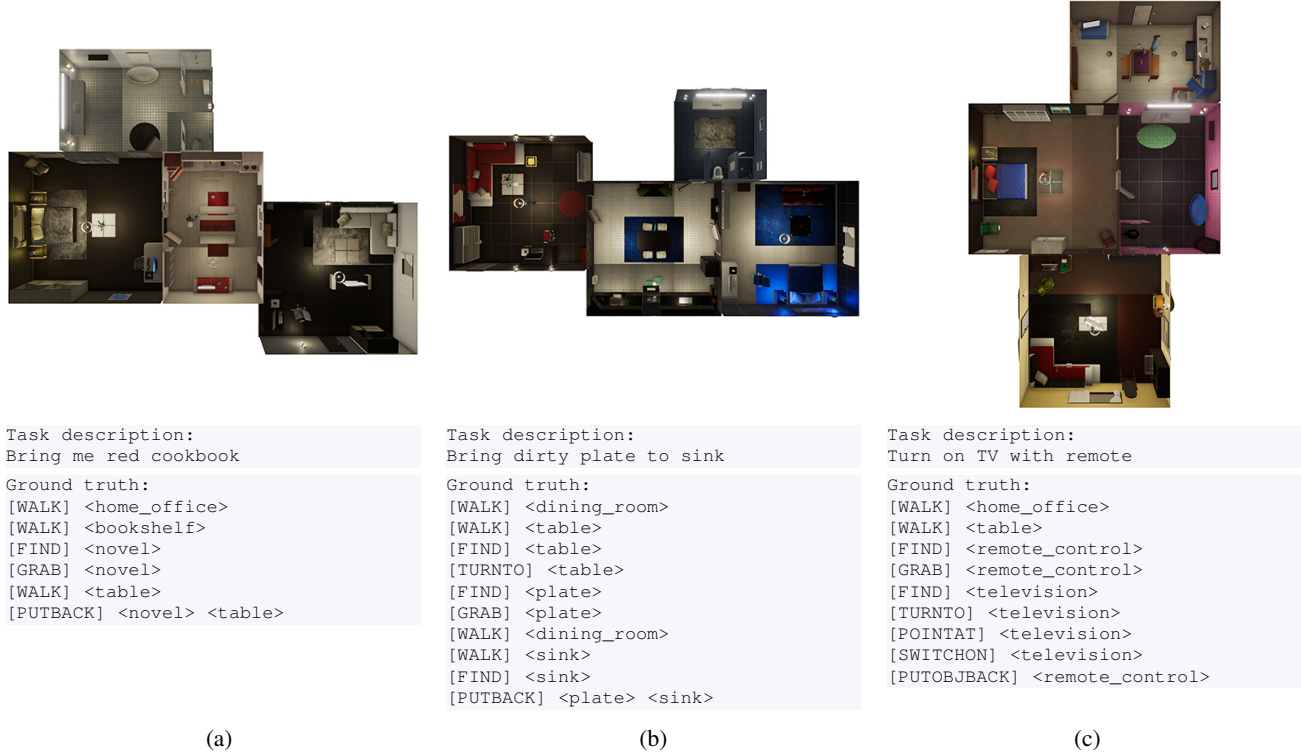 Task description:
Bring me red cookbook
Ground truth:
[WALK] <home_office>
[WALK] <bookshelf>
[FIND] <novel>
[GRAB] <novel>
[WALK] <table>
[PUTBACK] <novel> <table>
(a)
Task description:
Bring dirty plate to sink
Ground truth:
[WALK] <dining_room>
[WALK] <table>
[FIND] <table>
[TURNTO] <table>
[FIND] <plate>
[GRAB] <plate>
[WALK] <dining_room>
[WALK] <sink>
[FIND] <sink>
[PUTBACK] <plate> <sink>
(b)
Task description:
Turn on TV with remote
Ground truth:
[WALK] <home_office>
[WALK] <table>
[FIND] <remote_control>
[GRAB] <remote_control>
[FIND] <television>
[TURNTO] <television>
[POINTAT] <television>
[SWITCHON] <television>
[PUTOBJBACK] <remote_control>
(c)